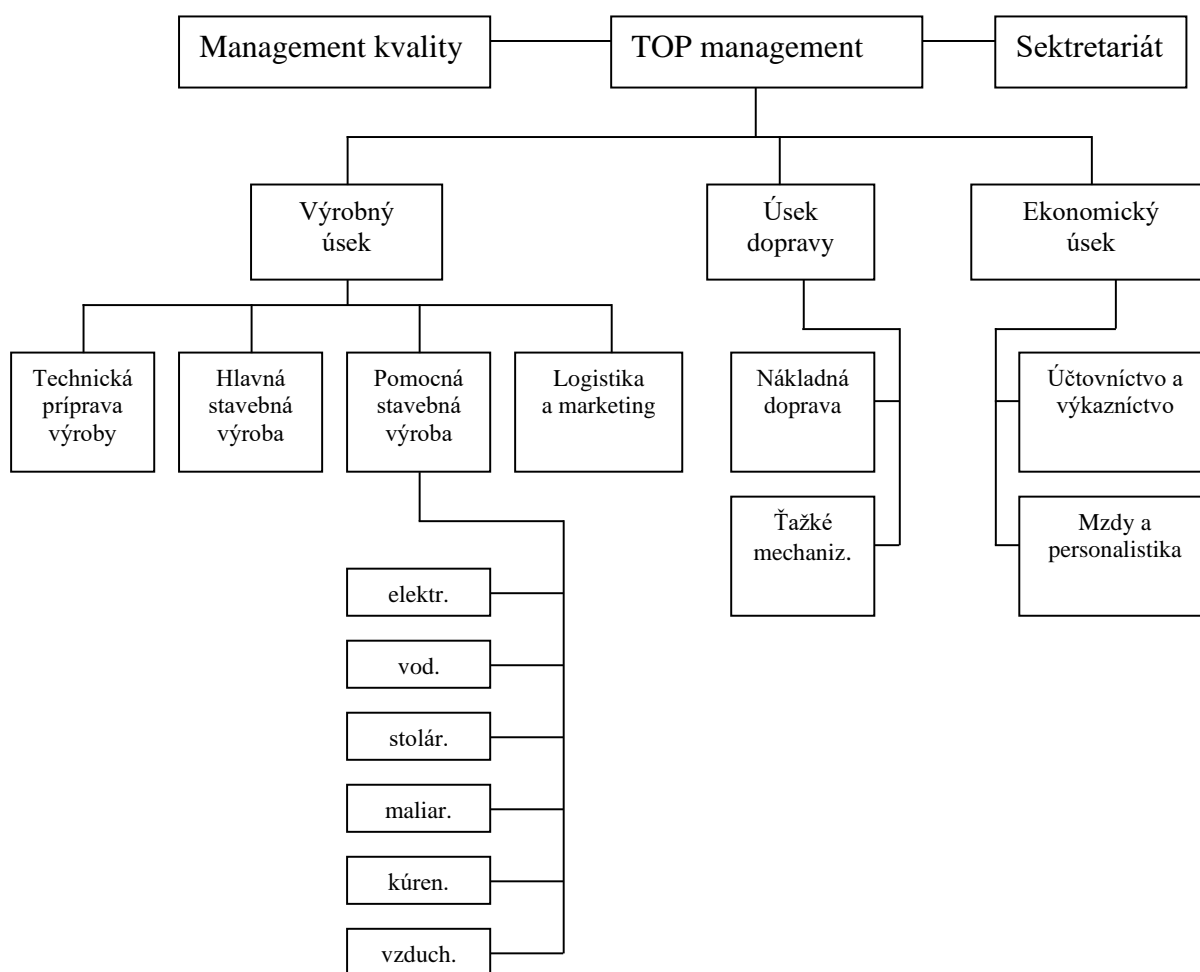 Management kvality
TOP management
Sektretariát
Výrobný
úsek
Úsek
dopravy
Ekonomický
úsek
Technická
príprava
výroby
Hlavná
stavebná
výroba
Pomocná
stavebná
výroba
Logistika
a marketing
Nákladná
doprava
Účtovníctvo a
výkazníctvo
Ťažké
mechaniz.
Mzdy a
personalistika
elektr.
vod.
stolár.
maliar.
kúren.
vzduch.